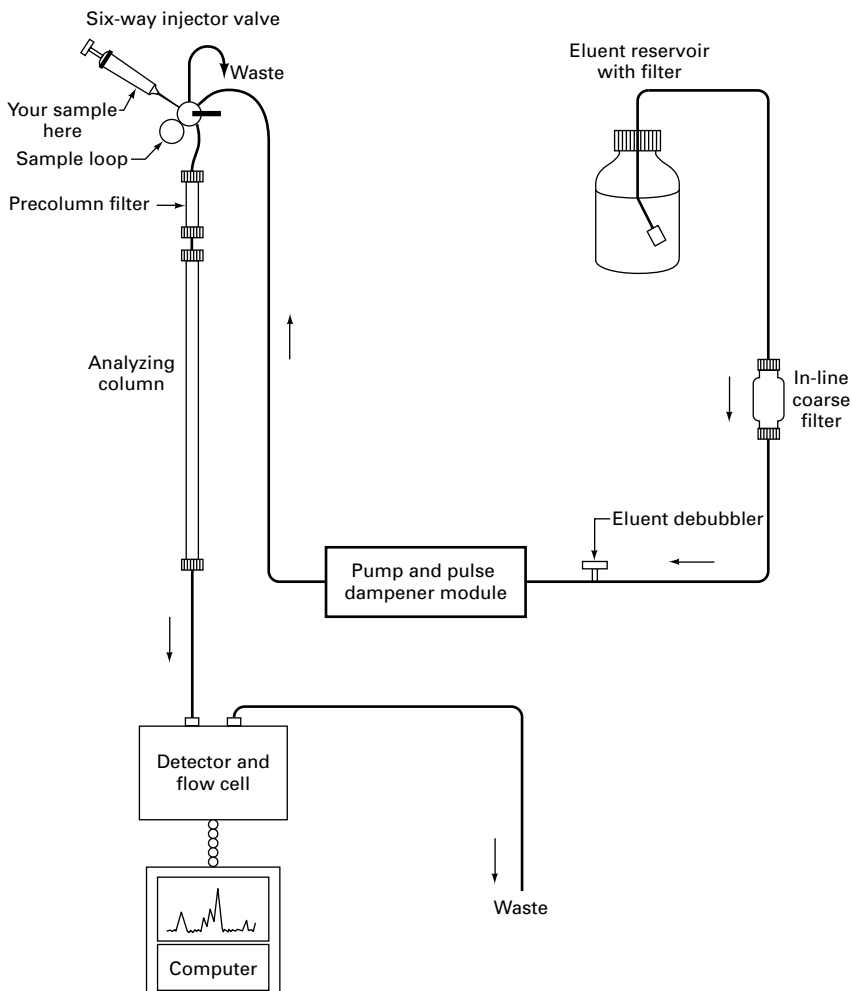 Six-way injector valve
Waste
Your sample
here
Sample loop
Precolumn filter
Analyzing
column
Eluent reservoir
with filter
In-line
coarse
filter
Eluent debubbler
Pump and pulse
dampener module
Detector and
flow cell
Waste
Computer